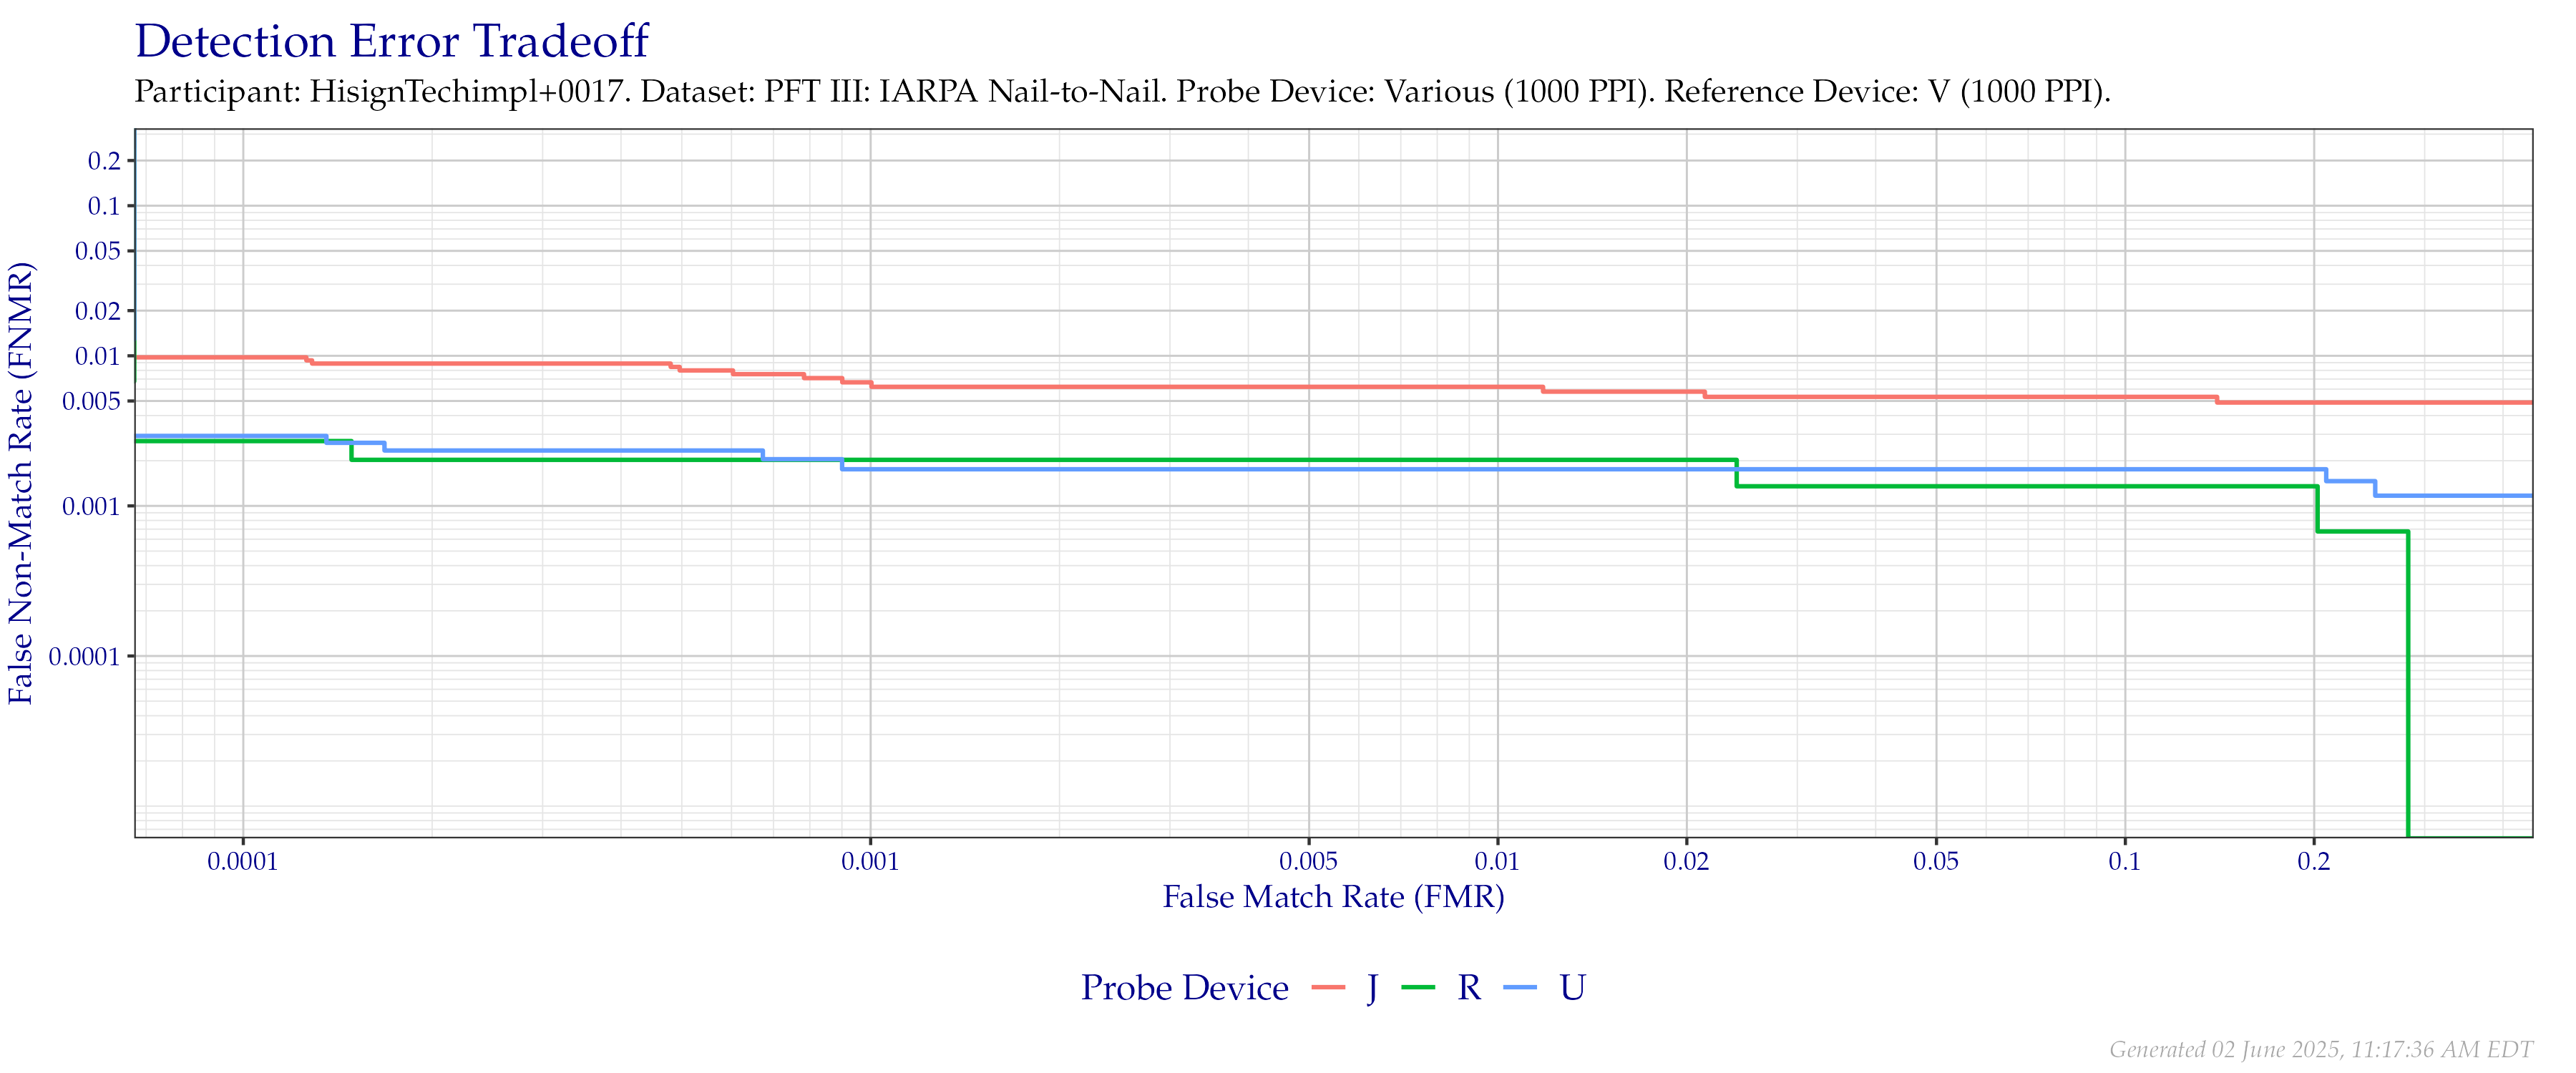 Detection Error Tradeoff
Participant: HisignTechimpl+0017. Dataset: PFT III: IARPA Nail-to-Nail. Probe Device: Various (1000 PPI). Reference Device: V (1000 PPI).
False Non-Match Rate (FNMR)
0.2
0.1
0.05
0.02
0.01
0.005
0.001
0.0001
0.0001 0.001 0.005 0.01 0.02 0.05 0.1 0.2
False Match Rate (FMR)
Probe Device J R U
Generated 02 June 2025, 11:17:36 AM EDT